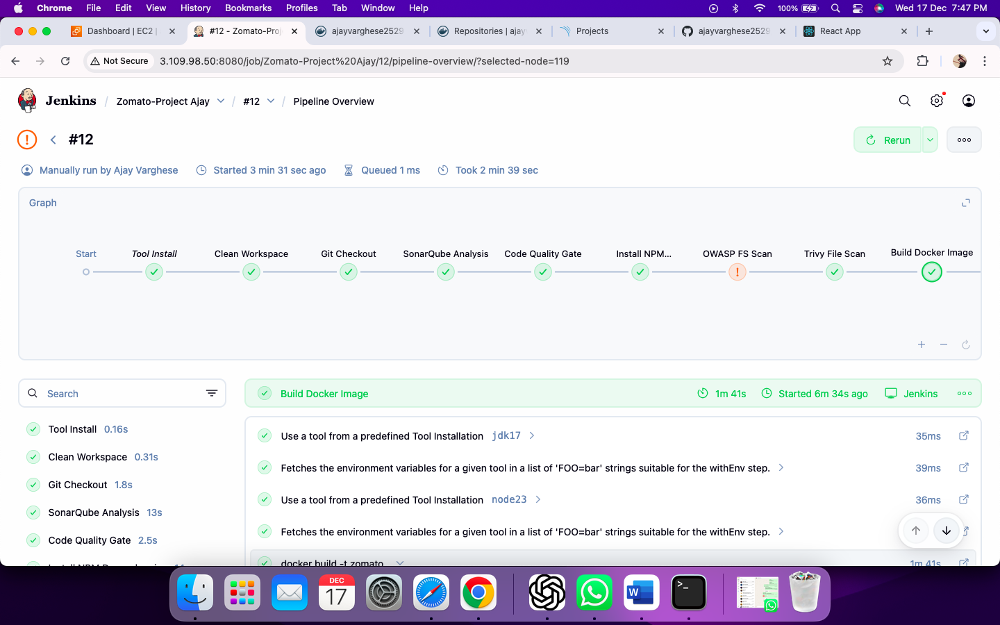 Chrome File Edit View History Bookmarks Profiles Tab Window Help 100% Wed 17 Dec 7:47 PM
Dashboard | EC2 | #12 - Zomato-Proj ajayvarghese2529 Repositories | ajay Projects ajayvarghese2529 React App
Not Secure 3.109.98.50:8080/job/Zomato-Project%20Ajay/12/pipeline-overview/?selected-node=119
Jenkins / Zomato-Project Ajay / #12 / Pipeline Overview
#12
Rerun
Manually run by Ajay Varghese Started 3 min 31 sec ago Queued 1 ms Took 2 min 39 sec
Graph
Start Tool Install Clean Workspace Git Checkout SonarQube Analysis Code Quality Gate Install NPM... OWASP FS Scan Trivy File Scan Build Docker Image
Search
Build Docker Image 1m 41s Started 6m 34s ago Jenkins
Tool Install 0.16s
Clean Workspace 0.31s
Git Checkout 1.8s
SonarQube Analysis 13s
Code Quality Gate 2.5s
Use a tool from a predefined Tool Installation jdk17 35ms
Fetches the environment variables for a given tool in a list of 'FOO=bar' strings suitable for the withEnv step. 39ms
Use a tool from a predefined Tool Installation node23 36ms
Fetches the environment variables for a given tool in a list of 'FOO=bar' strings suitable for the withEnv step.
docker build -t zomato 1m 41s
DEC
17